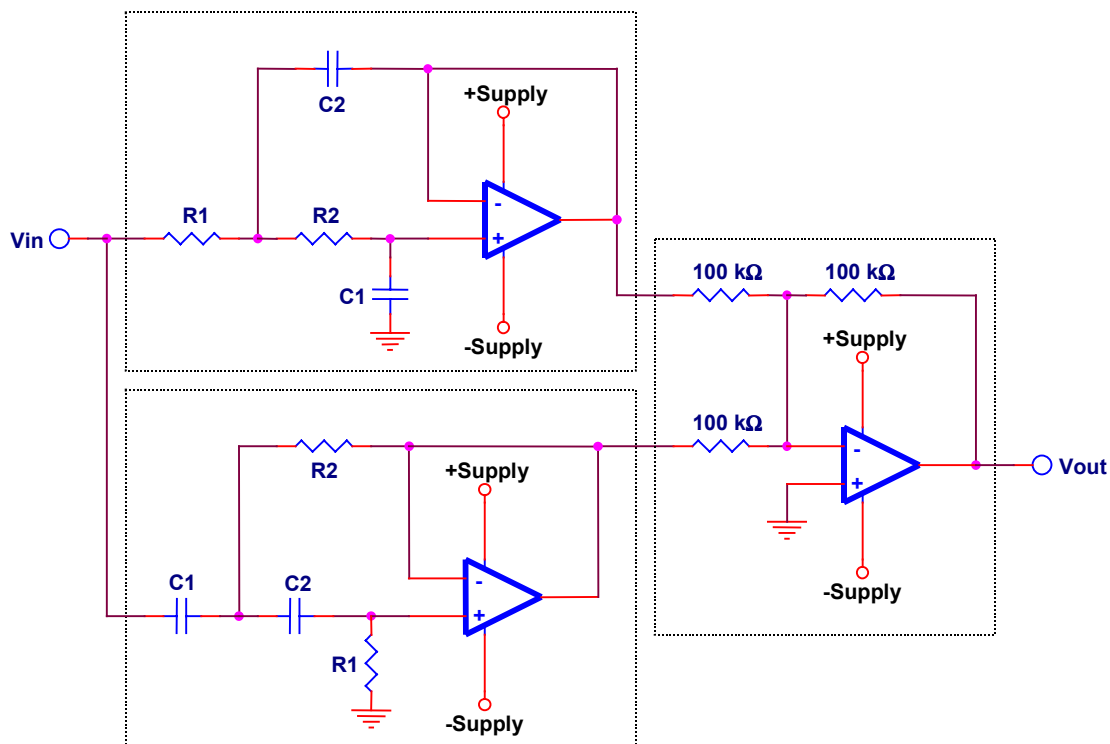 C2
+Supply
R1
R2
Vin
C1
-Supply
100 kΩ
100 kΩ
+Supply
R2
100 kΩ
+Supply
Vout
C1
C2
-Supply
R1
-Supply